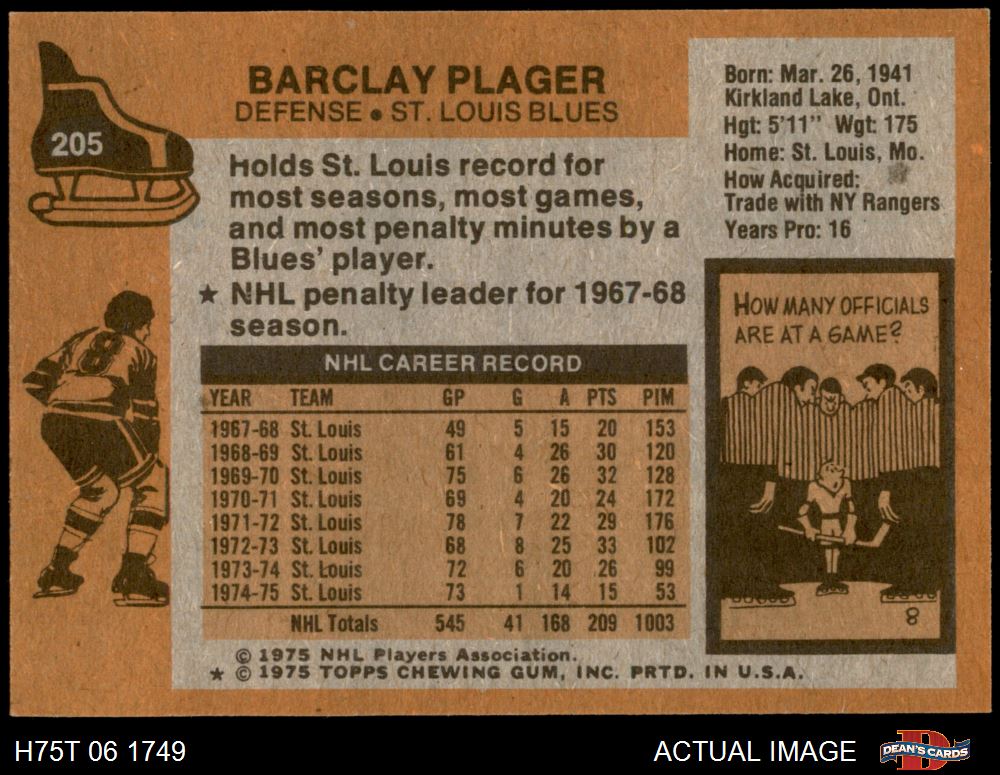 205
BARCLAY PLAGER
DEFENSE • ST. LOUIS BLUES
Holds St. Louis record for
most seasons, most games,
and most penalty minutes by a
Blues' player.
★ NHL penalty leader for 1967-68
season.
Born: Mar. 26, 1941
Kirkland Lake, Ont.
Hgt: 5'11" Wgt: 175
Home: St. Louis, Mo.
How Acquired:
Trade with NY Rangers
Years Pro: 16
8
NHL CAREER RECORD
YEAR TEAM GP G A PTS PIM
1967-68 St. Louis 49 5 15 20 153
1968-69 St. Louis 61 4 26 30 120
1969-70 St. Louis 75 6 26 32 128
1970-71 St. Louis 69 4 20 24 172
1971-72 St. Louis 78 7 22 29 176
1972-73 St. Louis 68 8 25 33 102
1973-74 St. Louis 72 6 20 26 99
1974-75 St. Louis 73 1 14 15 53
NHL Totals 545 41 168 209 1003
HOW MANY OFFICIALS
ARE AT A GAME?
8
© 1975 NHL Players Association.
★ © 1975 TOPPS CHEWING GUM, INC. PRTD. IN U.S.A.
H75T 06 1749
ACTUAL IMAGE
D
DEAN'S CARDS